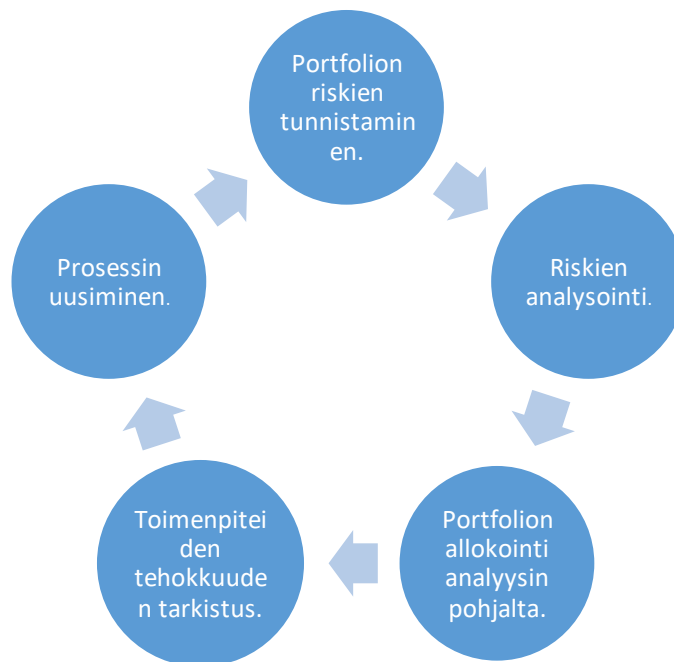 Portfolion
riskien
tunnistamin
en.
Riskien
analysointi.
Portfolion
allokointi
analyysin
pohjalta.
Toimenpitei
den
tehokkuude
n tarkistus.
Prosessin
uusiminen.